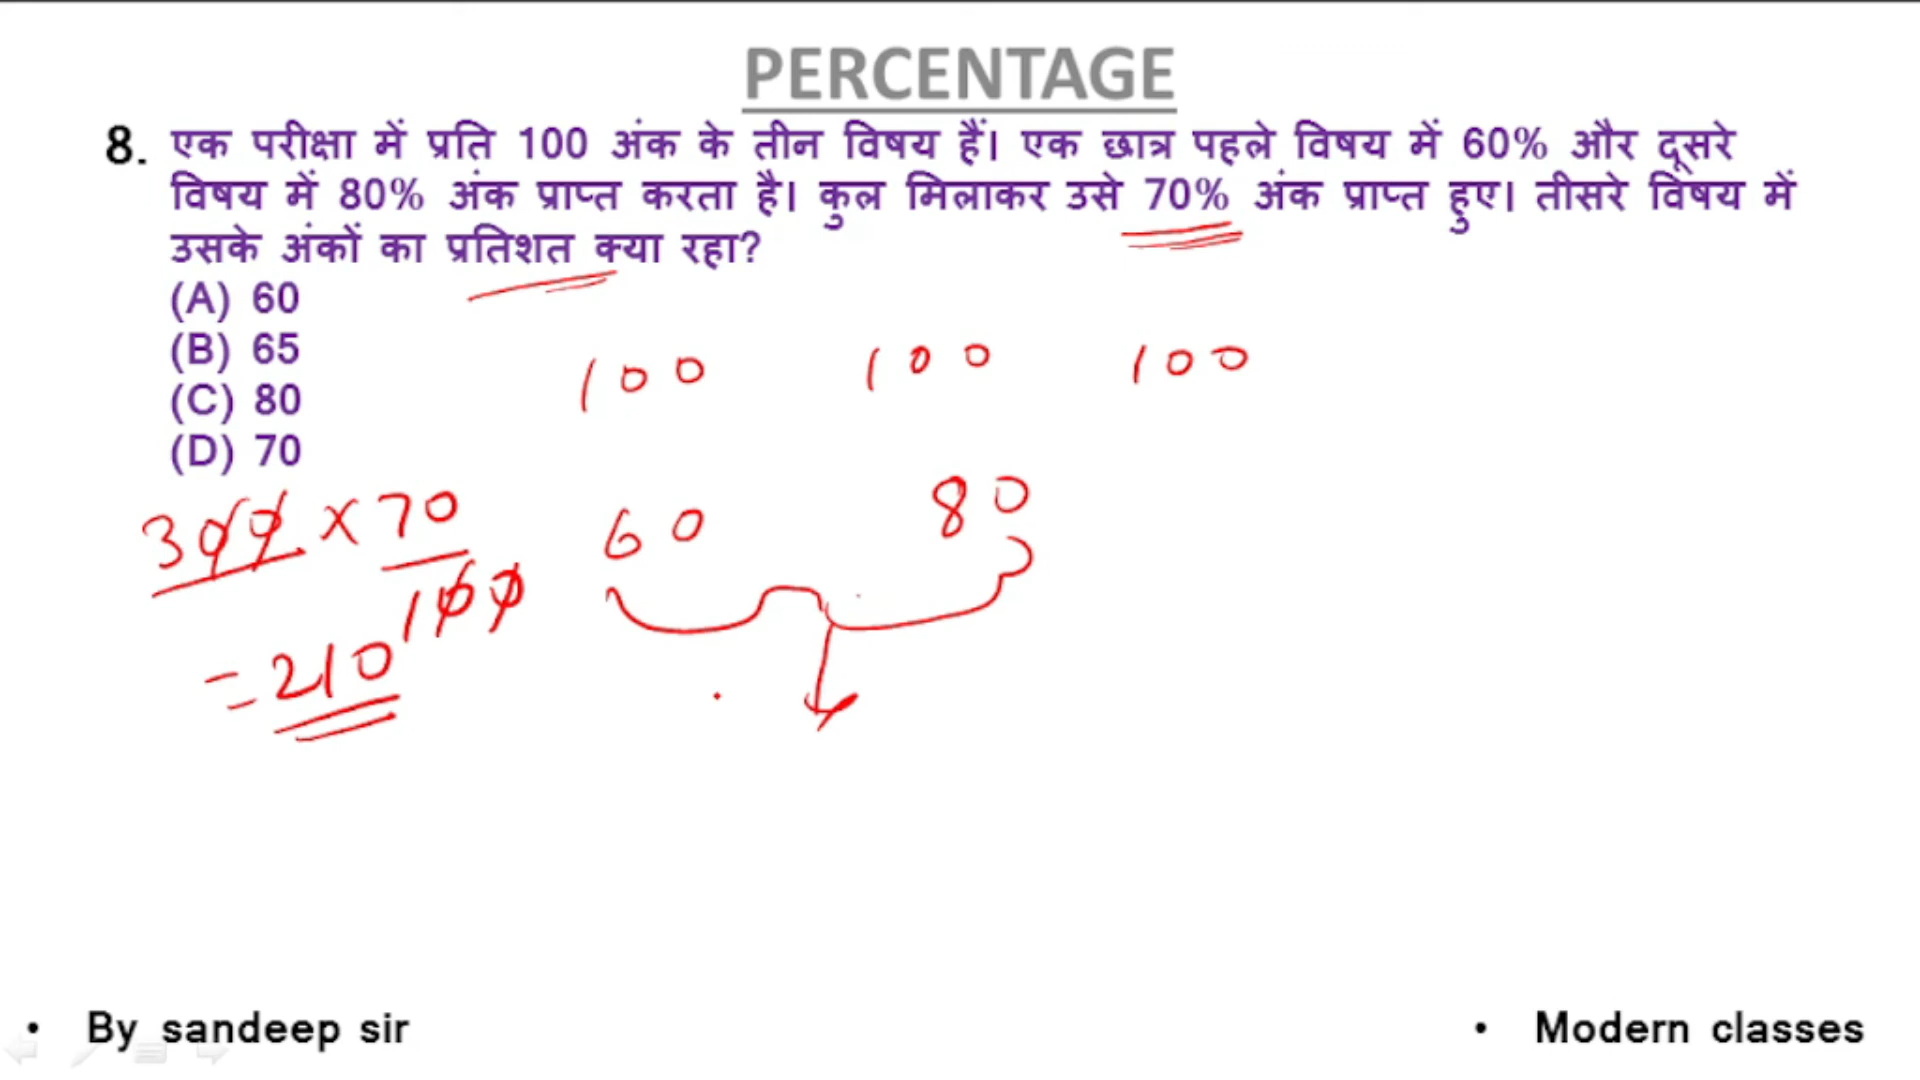 PERCENTAGE
8. एक परीक्षा में प्रति 100 अंक के तीन विषय हैं। एक छात्र पहले विषय में 60% और दूसरे
विषय में 80% अंक प्राप्त करता है। कुल मिलाकर उसे 70% अंक प्राप्त हुए। तीसरे विषय में
उसके अंकों का प्रतिशत क्या रहा?
(A) 60
(B) 65
(C) 80
(D) 70
100 100 100
300 × 70
100
60 80
= 210
• By sandeep sir
• Modern classes